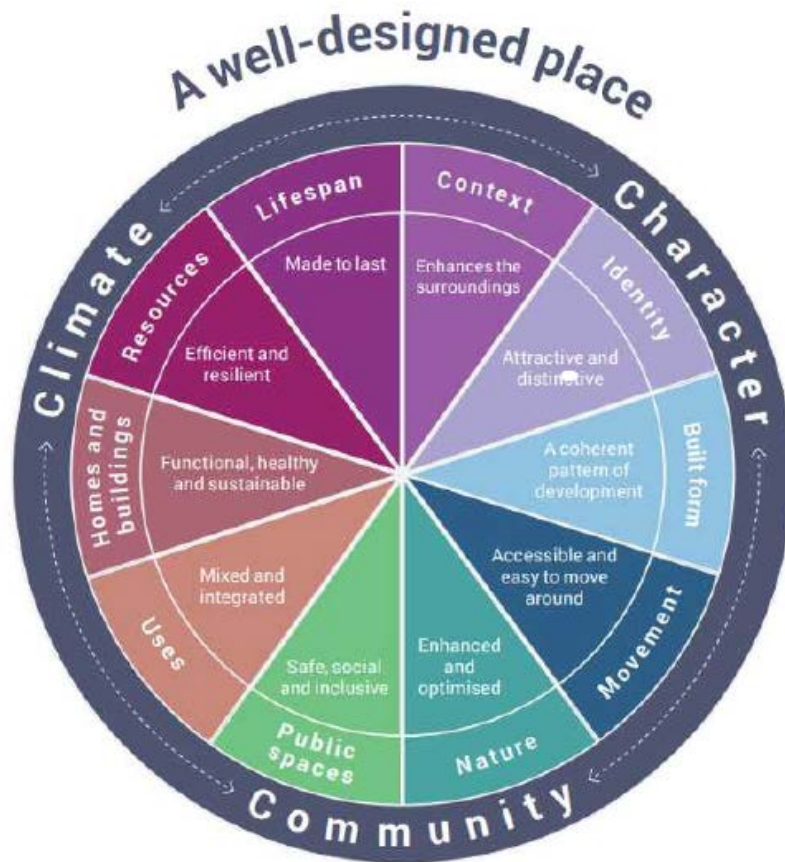 A well-designed place
Climate
Character
Community
Context
Enhances the
surroundings
Identity
Attractive and
distinctive
Built form
A coherent
pattern of
development
Movement
Accessible and
easy to move
around
Nature
Enhanced
and
optimised
Public
spaces
Safe, social
and inclusive
Uses
Mixed and
integrated
Homes and
buildings
Functional, healthy
and sustainable
Resources
Efficient and
resilient
Lifespan
Made to last